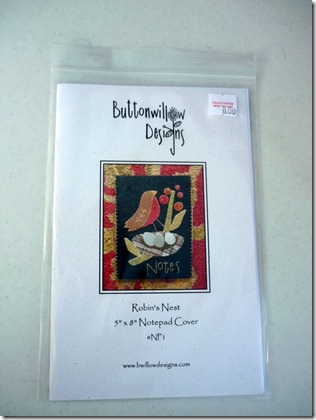 Buttonwillow
Designs
8.00
NOTES
Robin's Nest
5" x 8" Notepad Cover
#NP1
www.bwillowdesigns.com